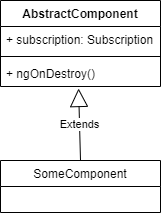 AbstractComponent
+ subscription: Subscription
+ ngOnDestroy()
Extends
SomeComponent